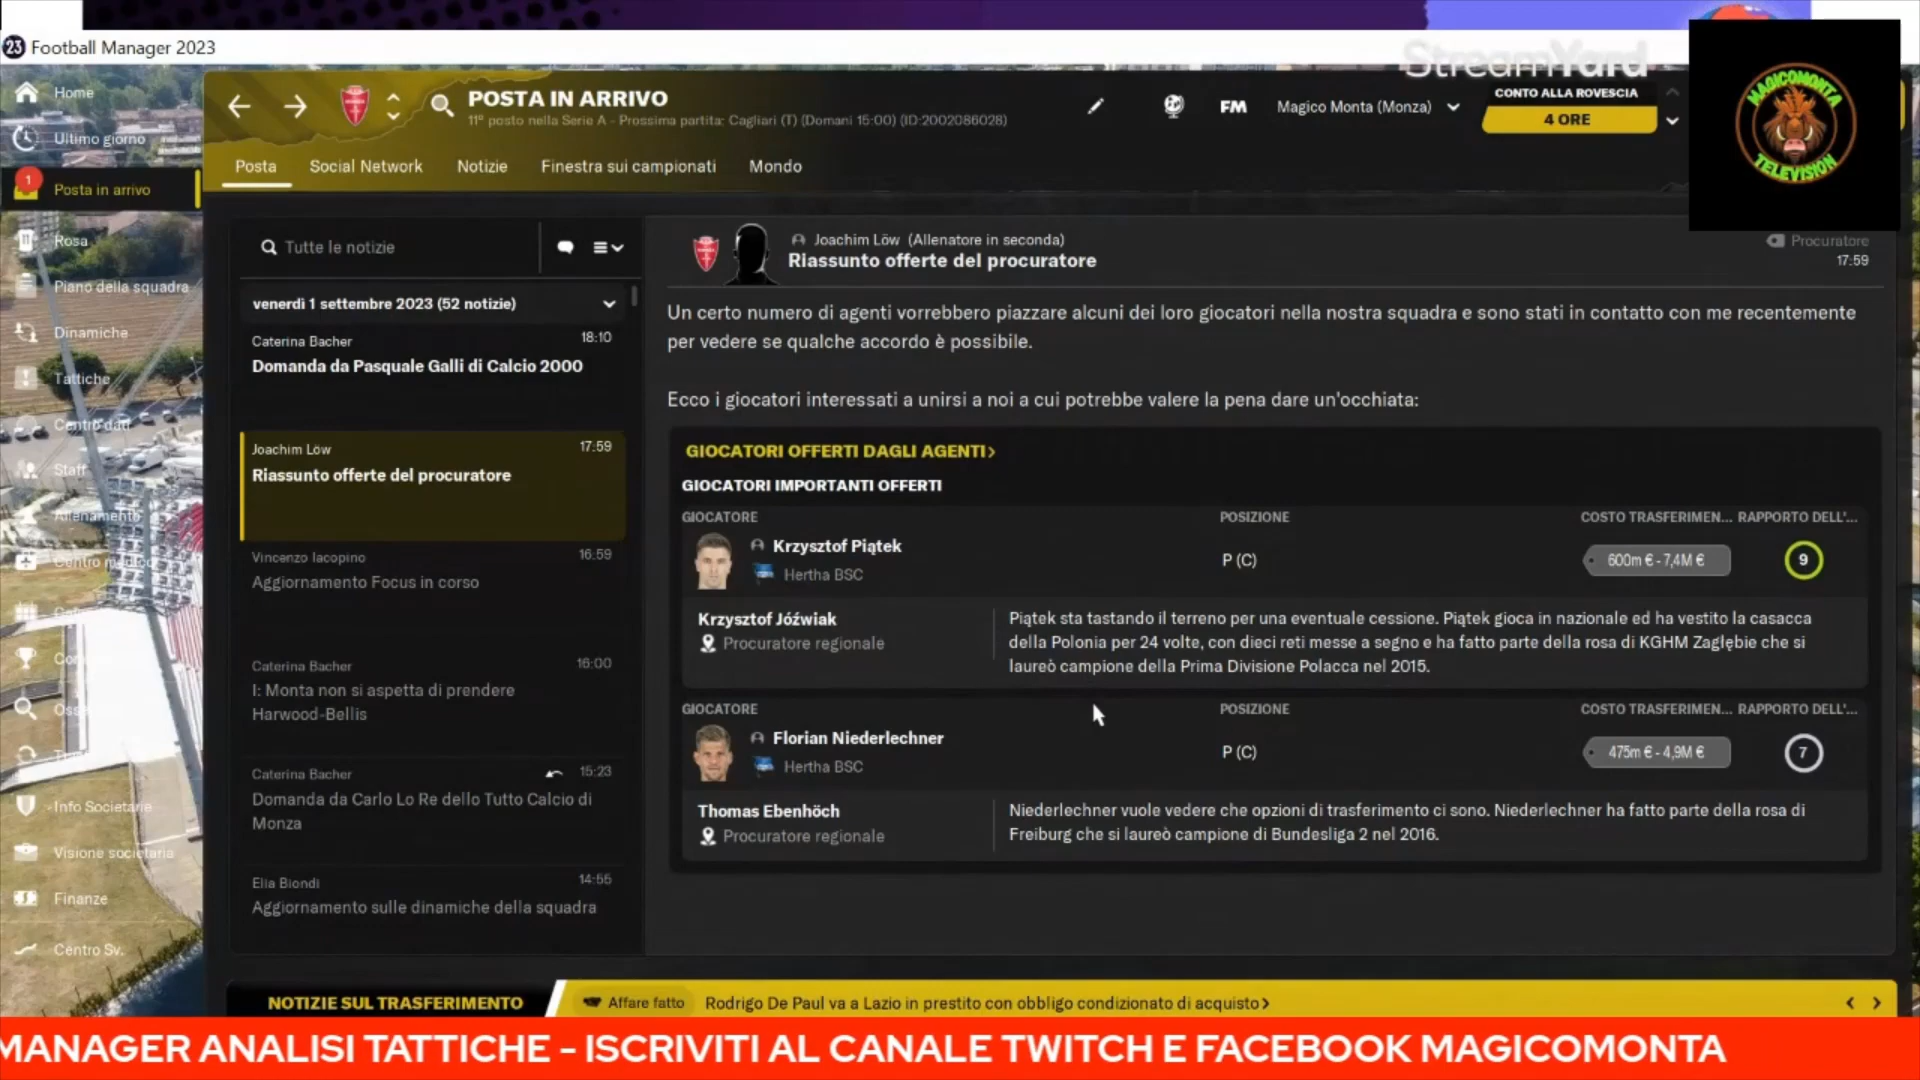 23 Football Manager 2023
StreamYard
MAGICOMONTA
TELEVISION
Home
Ultimo giorno
1
Posta in arrivo
Rosa
Piano della squadra
Dinamiche
Tattiche
Centro dati
Staff
Allenamento
Info Societarie
Visione societaria
Finanze
Centro Sv.
POSTA IN ARRIVO
11° posto nella Serie A - Prossima partita: Cagliari (T) (Domani 15:00) (ID:2002086028)
FM
Magico Monta (Monza)
CONTO ALLA ROVESCIA
4 ORE
Posta
Social Network
Notizie
Finestra sui campionati
Mondo
Tutte le notizie
venerdì 1 settembre 2023 (52 notizie)
Caterina Bacher 18:10
Domanda da Pasquale Galli di Calcio 2000
Joachim Löw 17:59
Riassunto offerte del procuratore
Vincenzo Iacopino 16:59
Aggiornamento Focus in corso
Caterina Bacher 16:00
I: Monta non si aspetta di prendere
Harwood-Bellis
Caterina Bacher 15:23
Domanda da Carlo Lo Re dello Tutto Calcio di
Monza
Elia Biondi 14:55
Aggiornamento sulle dinamiche della squadra
Joachim Löw (Allenatore in seconda)
Riassunto offerte del procuratore
Procuratore
17:59
Un certo numero di agenti vorrebbero piazzare alcuni dei loro giocatori nella nostra squadra e sono stati in contatto con me recentemente
per vedere se qualche accordo è possibile.
Ecco i giocatori interessati a unirsi a noi a cui potrebbe valere la pena dare un'occhiata:
GIOCATORI OFFERTI DAGLI AGENTI>
GIOCATORI IMPORTANTI OFFERTI
GIOCATORE POSIZIONE COSTO TRASFERIMEN... RAPPORTO DELL'...
Krzysztof Piątek
Hertha BSC
P (C)
600m € - 7,4M €
9
Krzysztof Jóźwiak
Procuratore regionale
Piątek sta tastando il terreno per una eventuale cessione. Piątek gioca in nazionale ed ha vestito la casacca
della Polonia per 24 volte, con dieci reti messe a segno e ha fatto parte della rosa di KGHM Zagłębie che si
laureò campione della Prima Divisione Polacca nel 2015.
GIOCATORE POSIZIONE COSTO TRASFERIMEN... RAPPORTO DELL'...
Florian Niederlechner
Hertha BSC
P (C)
475m € - 4,9M €
7
Thomas Ebenhöch
Procuratore regionale
Niederlechner vuole vedere che opzioni di trasferimento ci sono. Niederlechner ha fatto parte della rosa di
Freiburg che si laureò campione di Bundesliga 2 nel 2016.
NOTIZIE SUL TRASFERIMENTO
Affare fatto
Rodrigo De Paul va a Lazio in prestito con obbligo condizionato di acquisto>
MANAGER ANALISI TATTICHE - ISCRIVITI AL CANALE TWITCH E FACEBOOK MAGICOMONTA